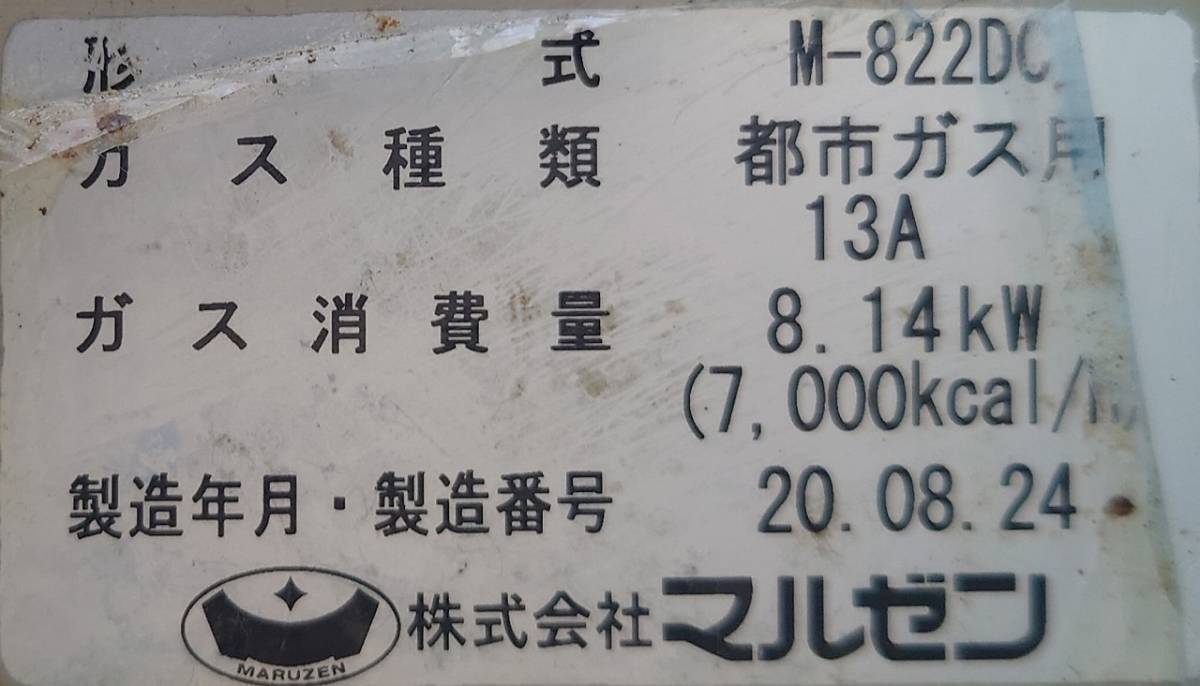 形式 M-822DC
ガス種類 都市ガス用
13A
ガス消費量 8.14kW
(7,000kcal/h)
製造年月・製造番号 20.08.24
MARUZEN 株式会社マルゼン